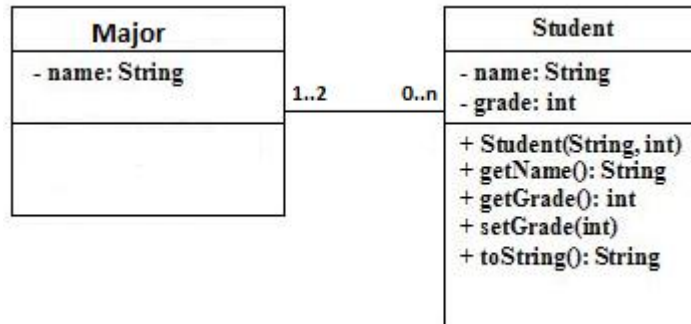 Major
- name: String
1..2
0..n
Student
- name: String
- grade: int
+ Student(String, int)
+ getName(): String
+ getGrade(): int
+ setGrade(int)
+ toString(): String